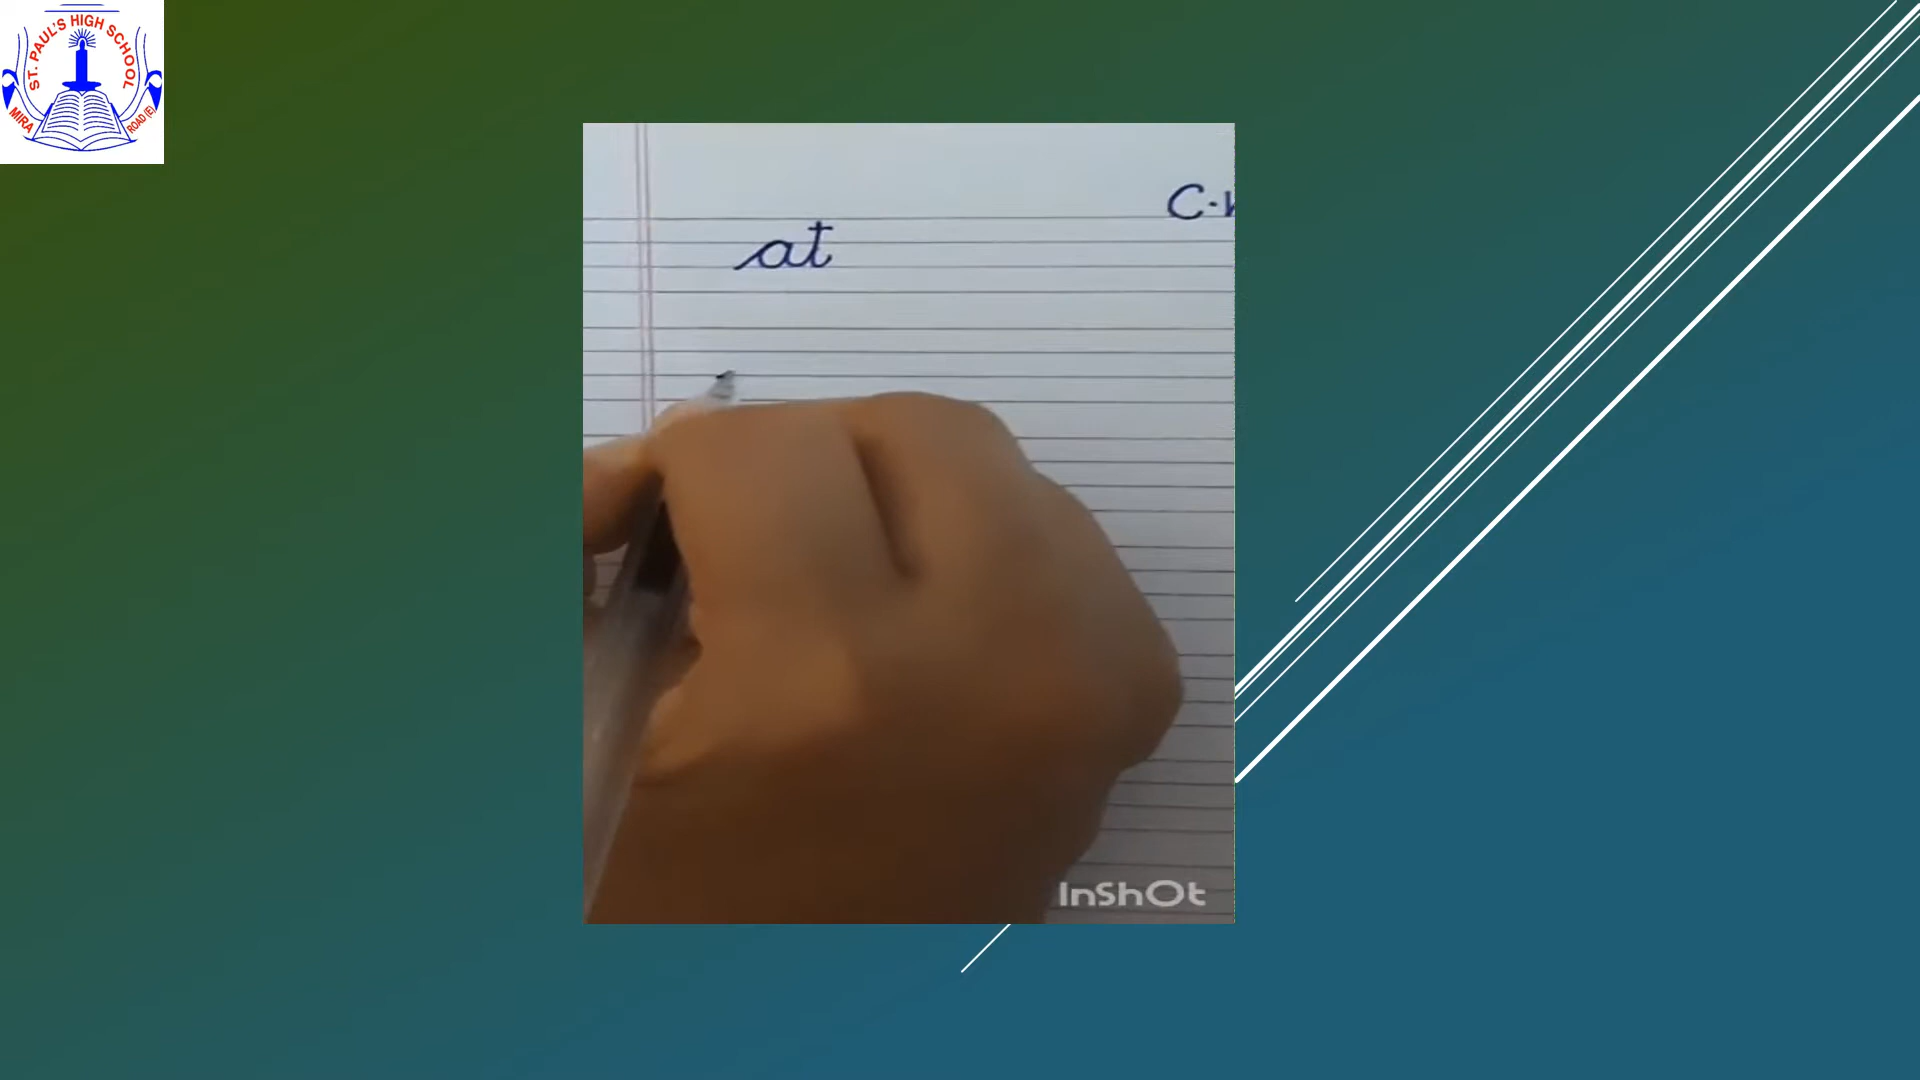 ST. PAUL'S HIGH SCHOOL
MIRA ROAD (E)
C.
at
InShOt